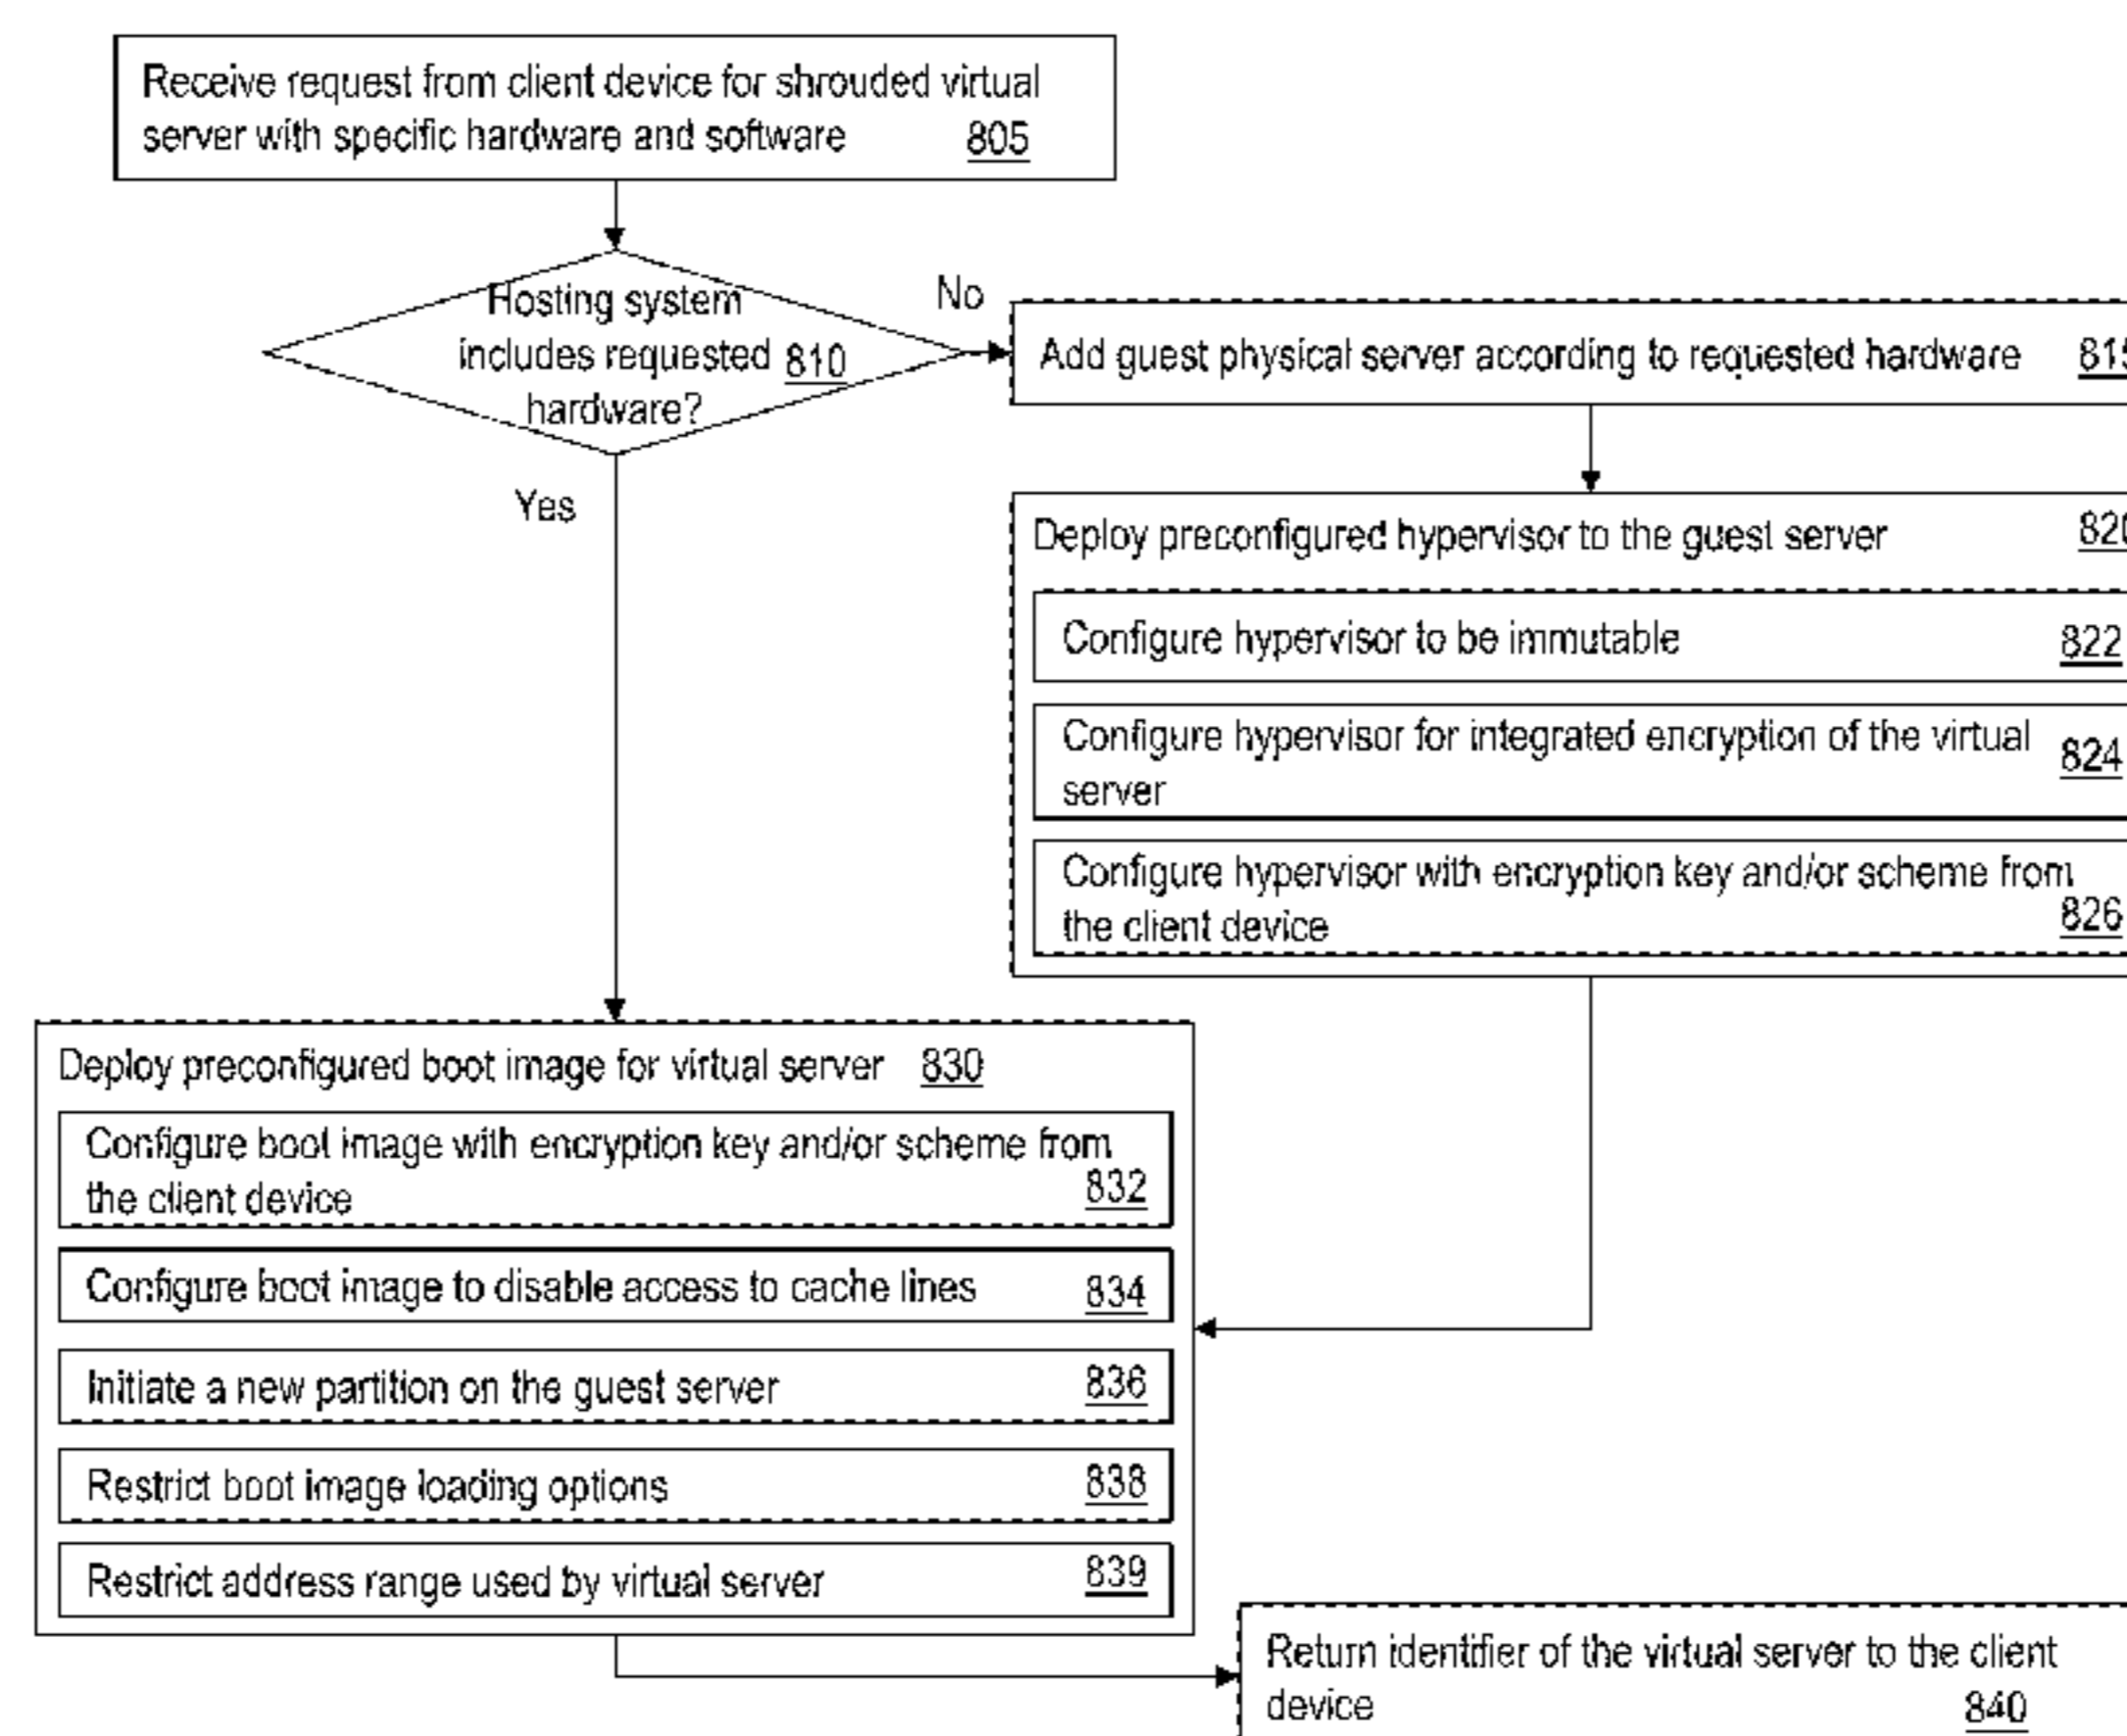 Receive request from client device for shrouded virtual
server with specific hardware and software 805
Hosting system
includes requested 810
hardware?
No
Add guest physical server according to requested hardware 815
Yes
Deploy preconfigured hypervisor to the guest server 820
Configure hypervisor to be immutable 822
Configure hypervisor for integrated encryption of the virtual 824
server
Configure hypervisor with encryption key and/or scheme from
the client device 826
Deploy preconfigured boot image for virtual server 830
Configure boot image with encryption key and/or scheme from
the client device 832
Configure boot image to disable access to cache lines 834
Initiate a new partition on the guest server 836
Restrict boot image loading options 838
Restrict address range used by virtual server 839
Return identifier of the virtual server to the client
device 840